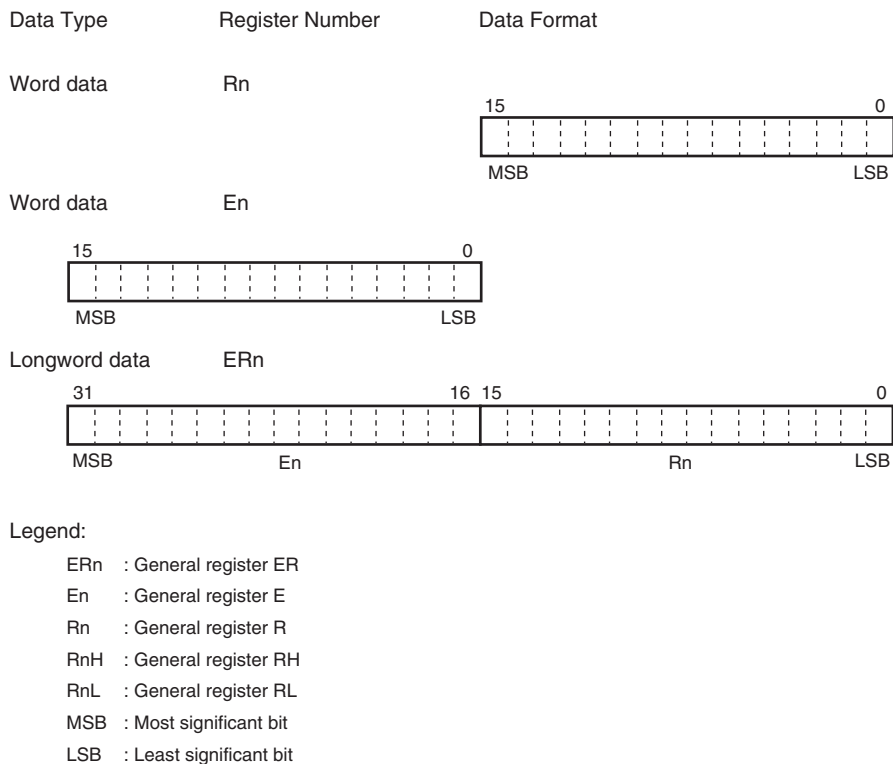 Data Type Register Number Data Format
Word data Rn
15 0
MSB LSB
Word data En
15 0
MSB LSB
Longword data ERn
31 16 15 0
MSB En Rn LSB
Legend:
ERn : General register ER
En : General register E
Rn : General register R
RnH : General register RH
RnL : General register RL
MSB : Most significant bit
LSB : Least significant bit